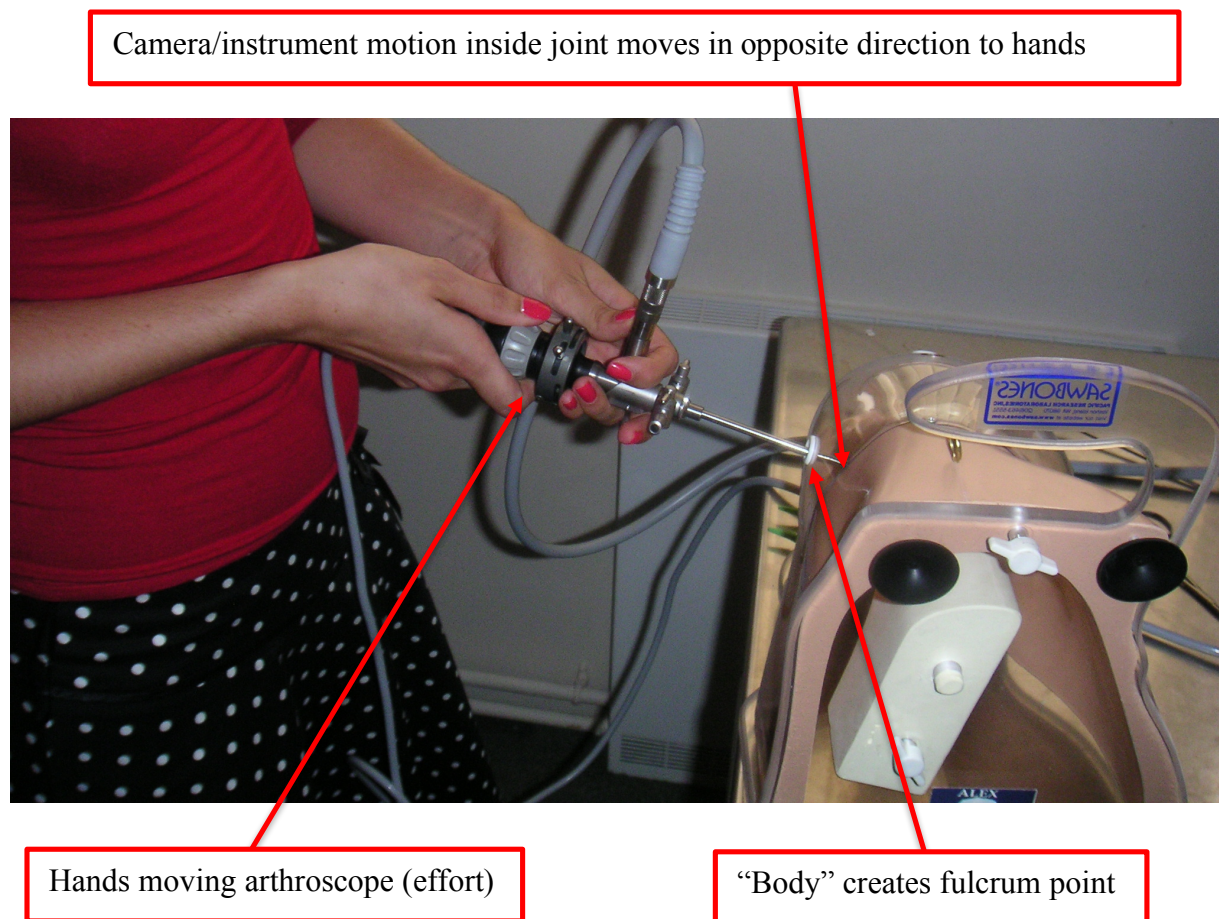 Camera/instrument motion inside joint moves in opposite direction to hands
SAWBONES
ALEX
Hands moving arthroscope (effort)
“Body” creates fulcrum point